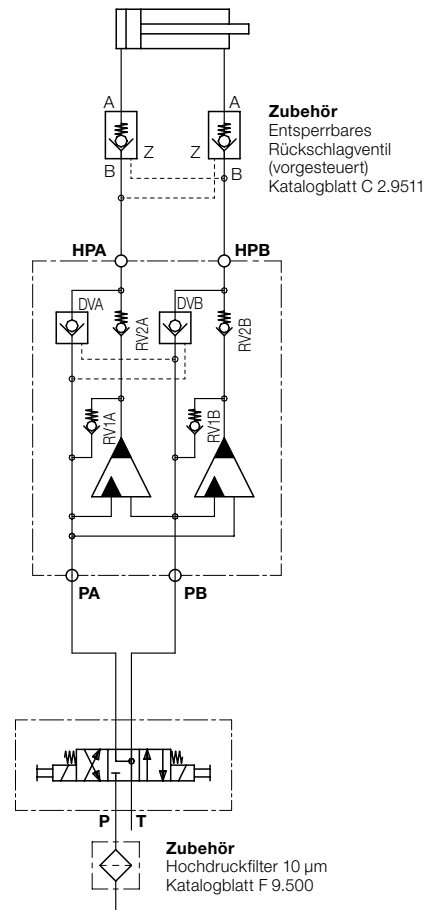 A
A
Zubehör
Entsperrbares
Rückschlagventil
(vorgesteuert)
Katalogblatt C 2.9511
Z
Z
B
B
HPA
HPB
DVA
RV2A
DVB
RV2B
RV1A
RV1B
PA
PB
P
T
Zubehör
Hochdruckfilter 10 µm
Katalogblatt F 9.500